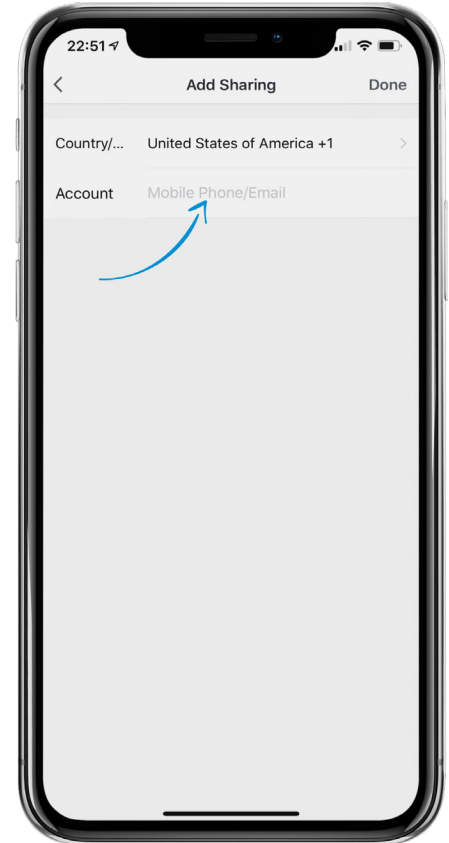 22:51
Add Sharing
Done
Country/... United States of America +1
Account Mobile Phone/Email